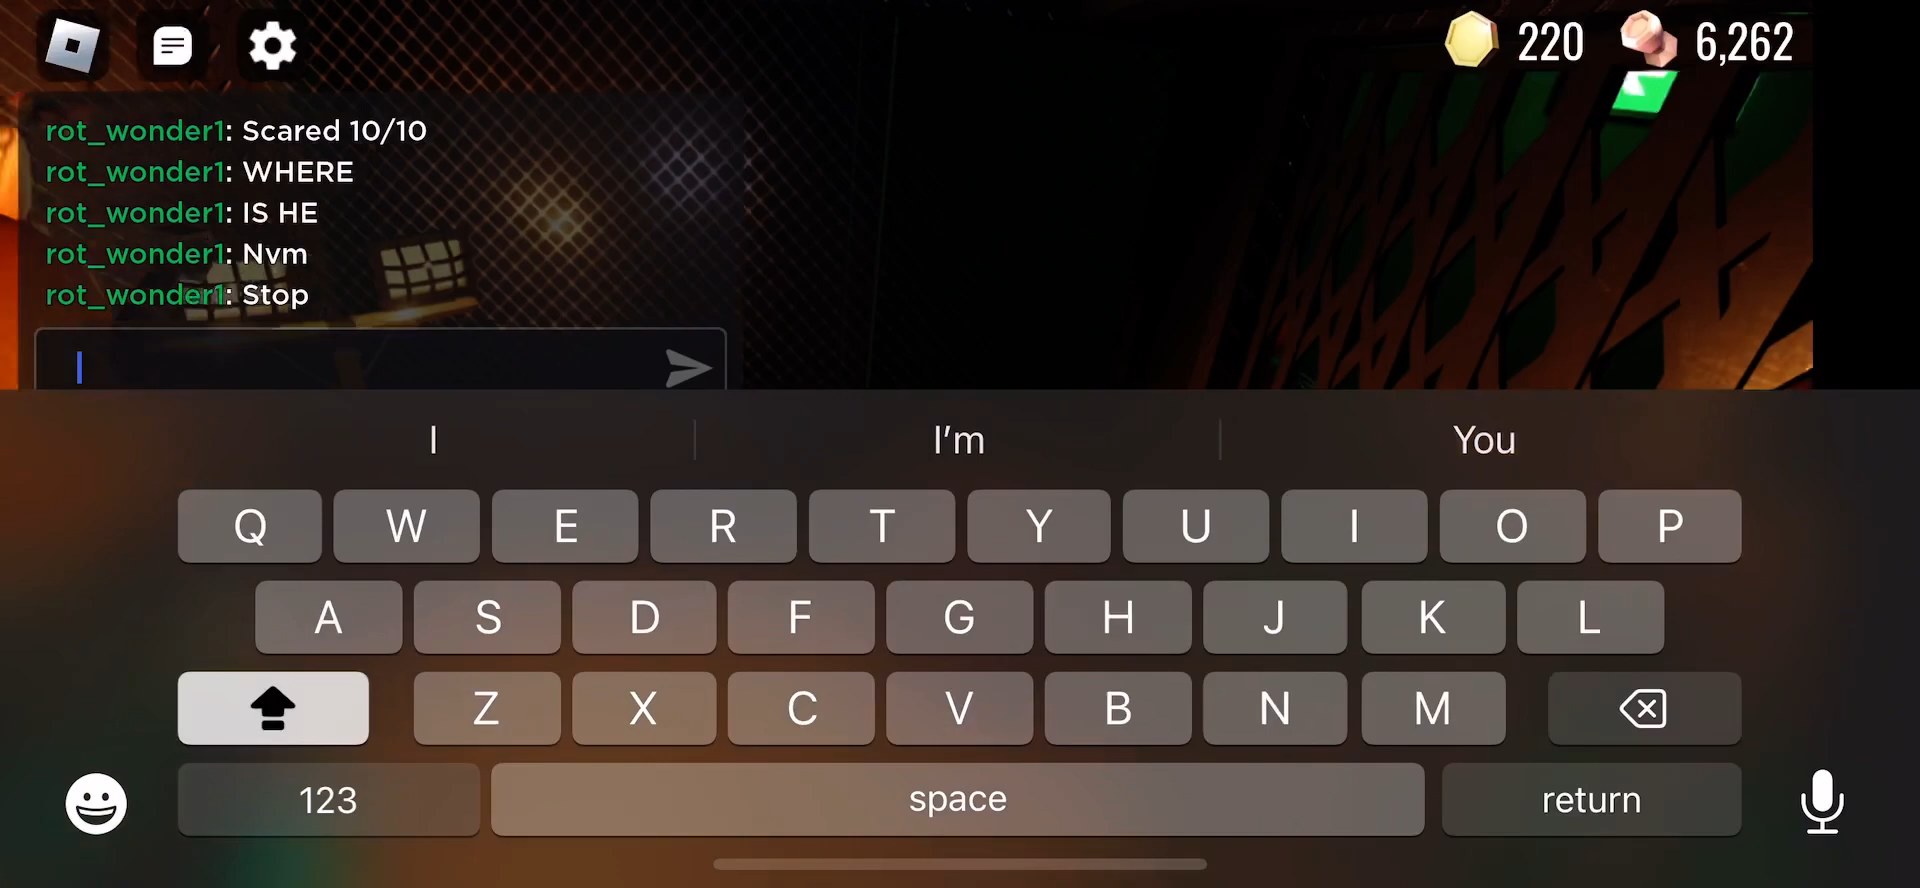 220 6,262
rot_wonder1: Scared 10/10
rot_wonder1: WHERE
rot_wonder1: IS HE
rot_wonder1: Nvm
rot_wonder1: Stop
I I'm You
Q W E R T Y U I O P
A S D F G H J K L
Z X C V B N M
123 space return